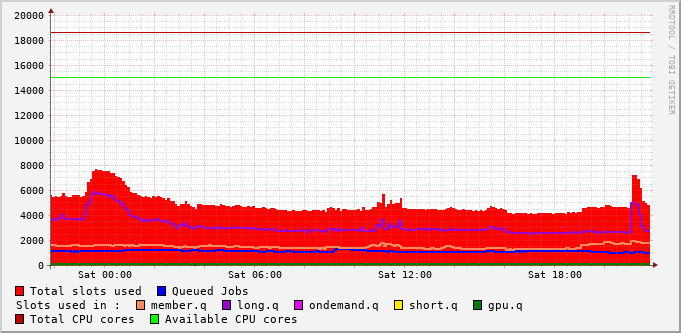 20000
18000
16000
14000
12000
10000
8000
6000
4000
2000
0
Sat 00:00 Sat 06:00 Sat 12:00 Sat 18:00
RRDTOOL / TOBI OETIKER
Total slots used Queued Jobs
Slots used in : member.q long.q ondemand.q short.q gpu.q
Total CPU cores Available CPU cores